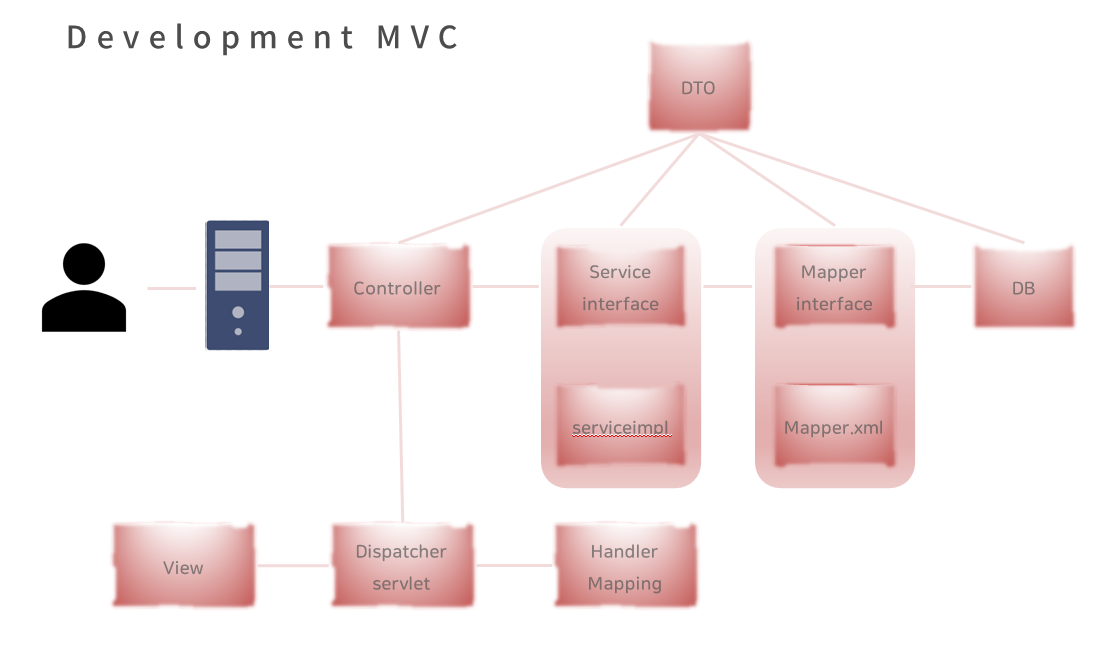 Development MVC
DTO
Controller
Service
interface
Mapper
interface
DB
serviceimpl
Mapper.xml
View
Dispatcher
servlet
Handler
Mapping